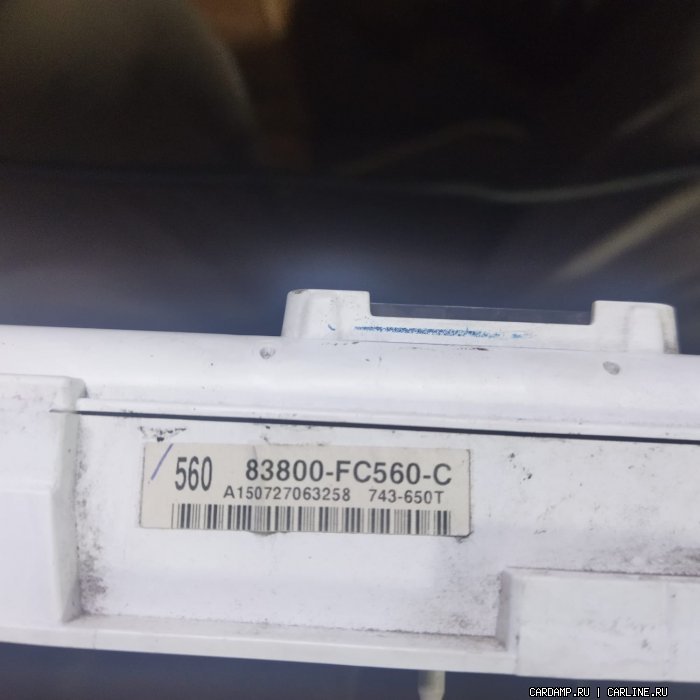 560 83800-FC560-C
A150727063258 743-650T
CARDAMP.RU | CARLINE.RU